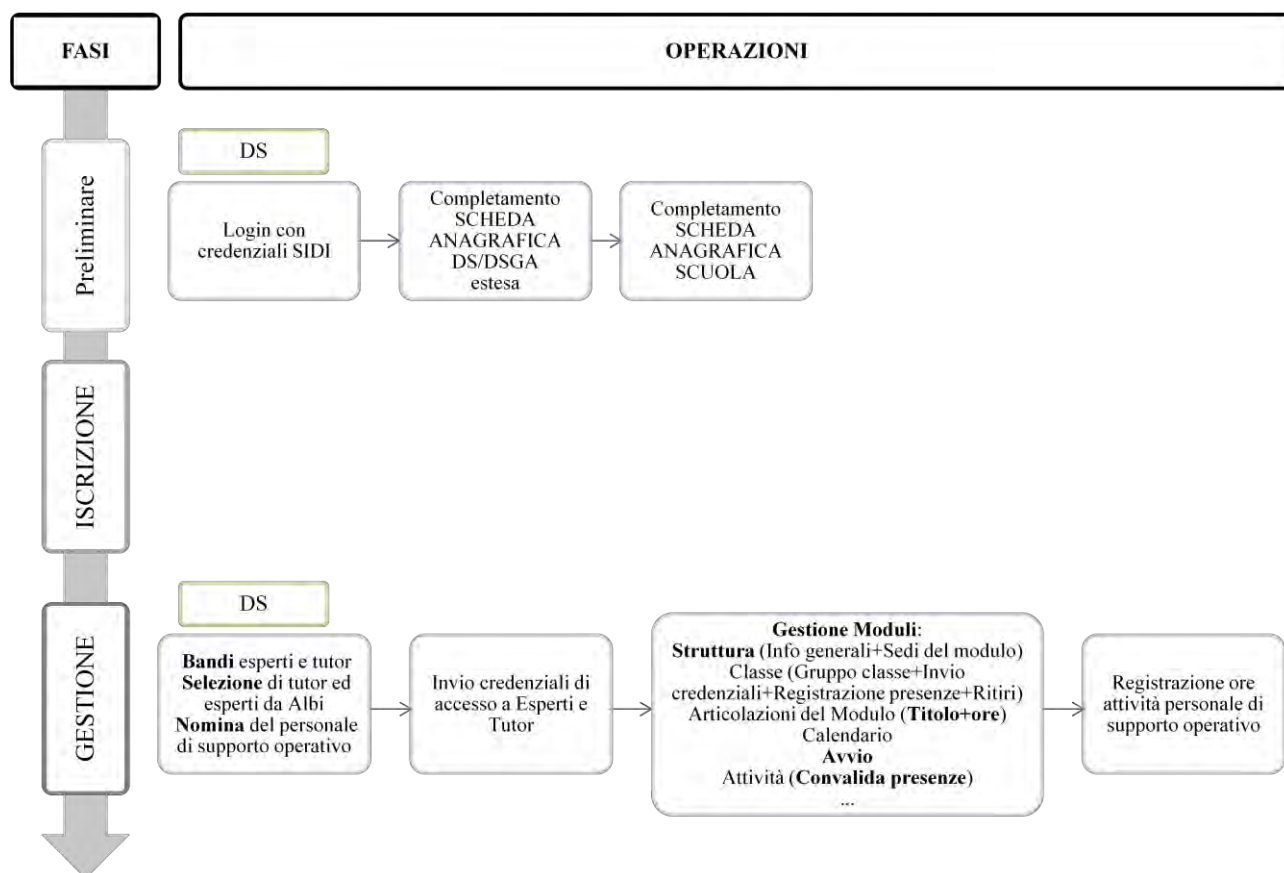 FASI
OPERAZIONI
Preliminare
DS
Login con
credenziali SIDI
Completamento
SCHEDA
ANAGRAFICA
DS/DSGA
estesa
Completamento
SCHEDA
ANAGRAFICA
SCUOLA
ISCRIZIONE
GESTIONE
DS
Bandi esperti e tutor
Selezione di tutor ed
esperti da Albi
Nomina del personale
di supporto operativo
Invio credenziali di
accesso a Esperti e
Tutor
Gestione Moduli:
Struttura (Info generali+Sedi del modulo)
Classe (Gruppo classe+Invio
credenziali+Registrazione presenze+Ritiri)
Articolazioni del Modulo (Titolo+ore)
Calendario
Avvio
Attività (Convalida presenze)
...
Registrazione ore
attività personale di
supporto operativo